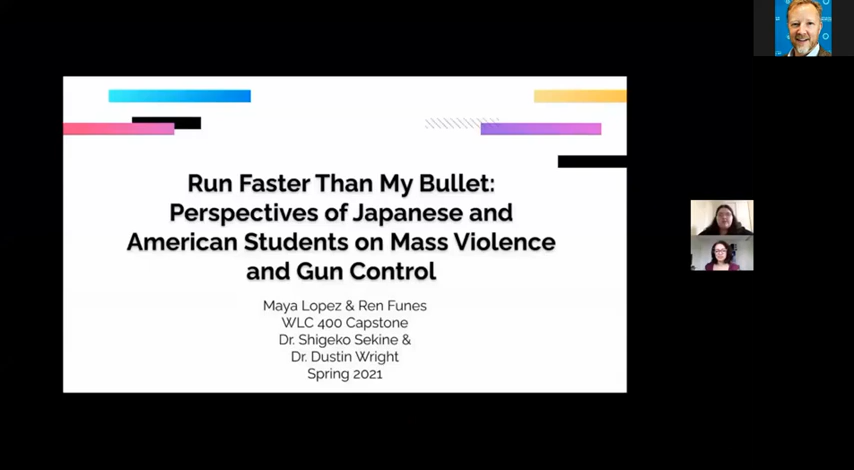 Run Faster Than My Bullet:
Perspectives of Japanese and
American Students on Mass Violence
and Gun Control
Maya Lopez & Ren Funes
WLC 400 Capstone
Dr. Shigeko Sekine &
Dr. Dustin Wright
Spring 2021